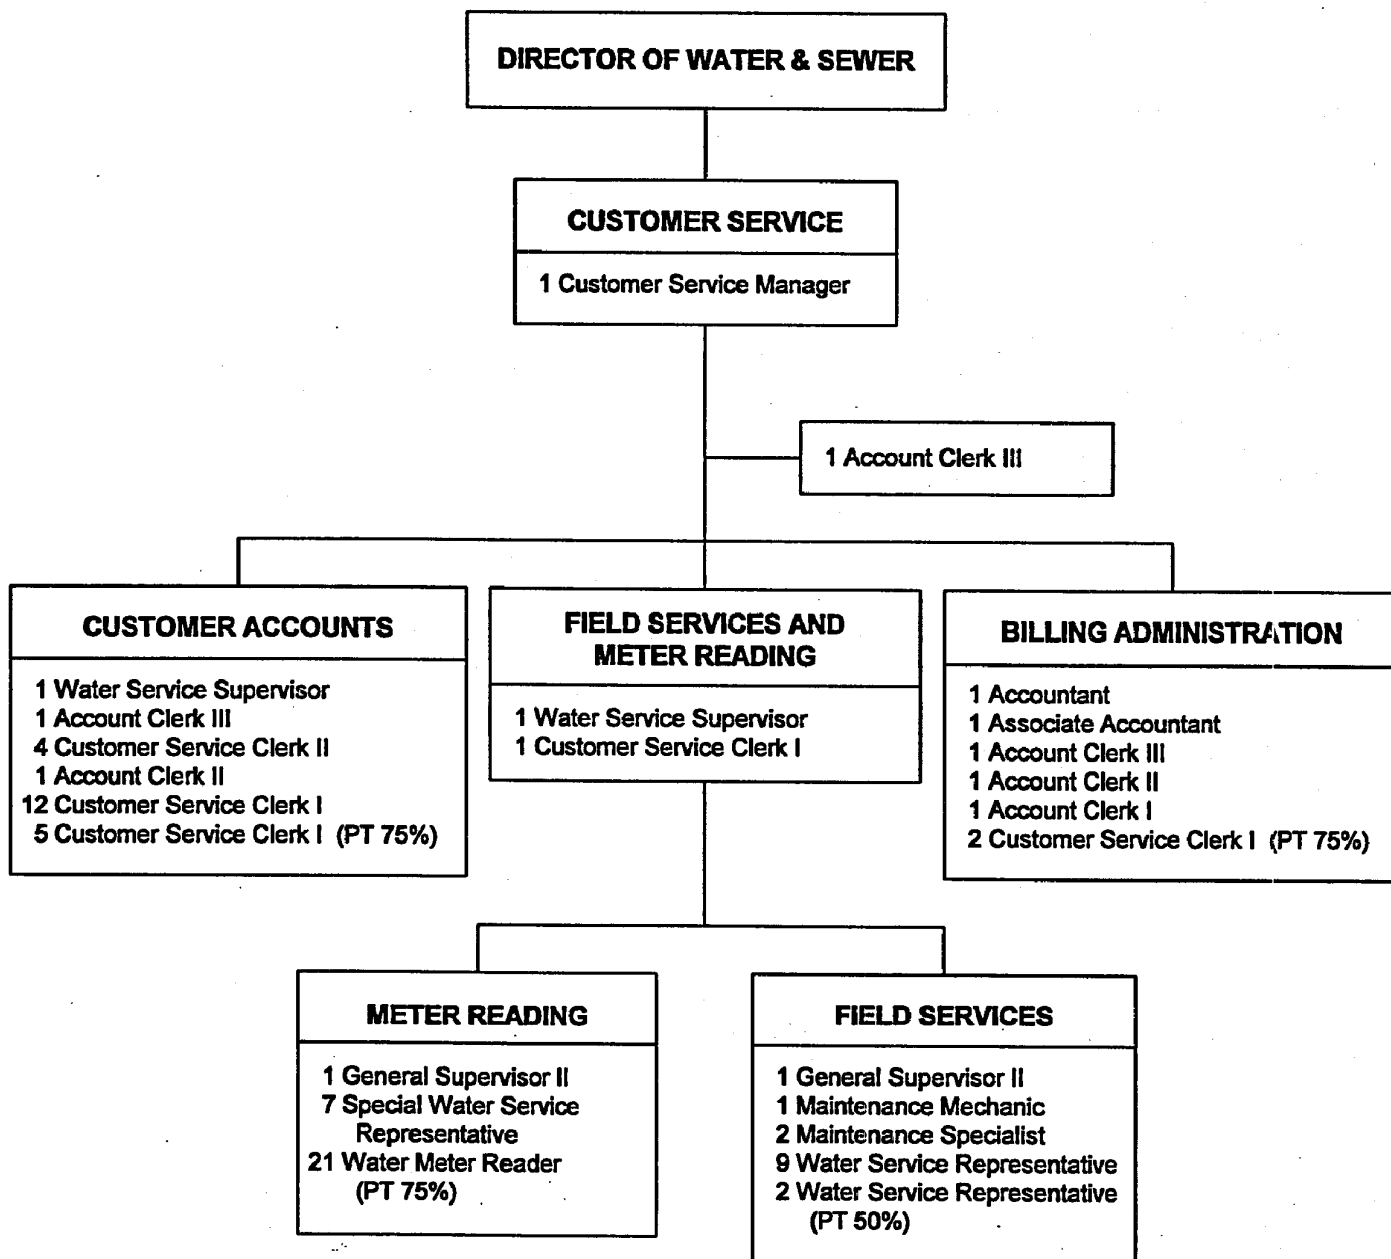 DIRECTOR OF WATER & SEWER
CUSTOMER SERVICE
1 Customer Service Manager
1 Account Clerk III
CUSTOMER ACCOUNTS
1 Water Service Supervisor
1 Account Clerk III
4 Customer Service Clerk II
1 Account Clerk II
12 Customer Service Clerk I
5 Customer Service Clerk I (PT 75%)
FIELD SERVICES AND
METER READING
1 Water Service Supervisor
1 Customer Service Clerk I
BILLING ADMINISTRATION
1 Accountant
1 Associate Accountant
1 Account Clerk III
1 Account Clerk II
1 Account Clerk I
2 Customer Service Clerk I (PT 75%)
METER READING
1 General Supervisor II
7 Special Water Service
Representative
21 Water Meter Reader
(PT 75%)
FIELD SERVICES
1 General Supervisor II
1 Maintenance Mechanic
2 Maintenance Specialist
9 Water Service Representative
2 Water Service Representative
(PT 50%)